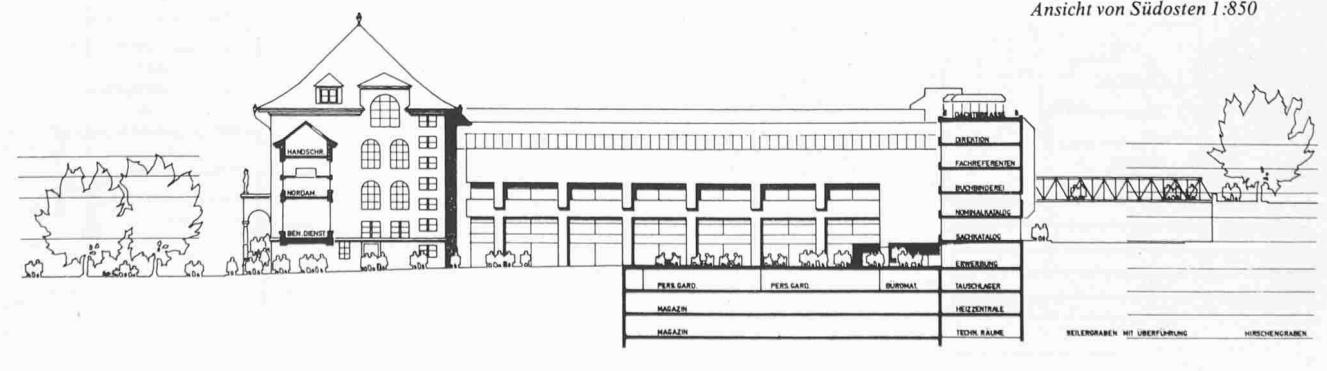 Ansicht von Südosten 1:850
DACHTERRASSE
DIREKTION
FACHREFERENTEN
BUCHBINDEREI
NOMINALKATALOG
SACHKATALOG
ERWERBUNG
TAUSCHLAGER
HEIZZENTRALE
TECHN. RÄUME
HANDSCHR.
NORDAM.
BEN. DIENST
PERS. GARD.
PERS. GARD.
BÜROMAT.
MAGAZIN
MAGAZIN
SEILERGRABEN MIT ÜBERFÜHRUNG
HIRSCHENGRABEN